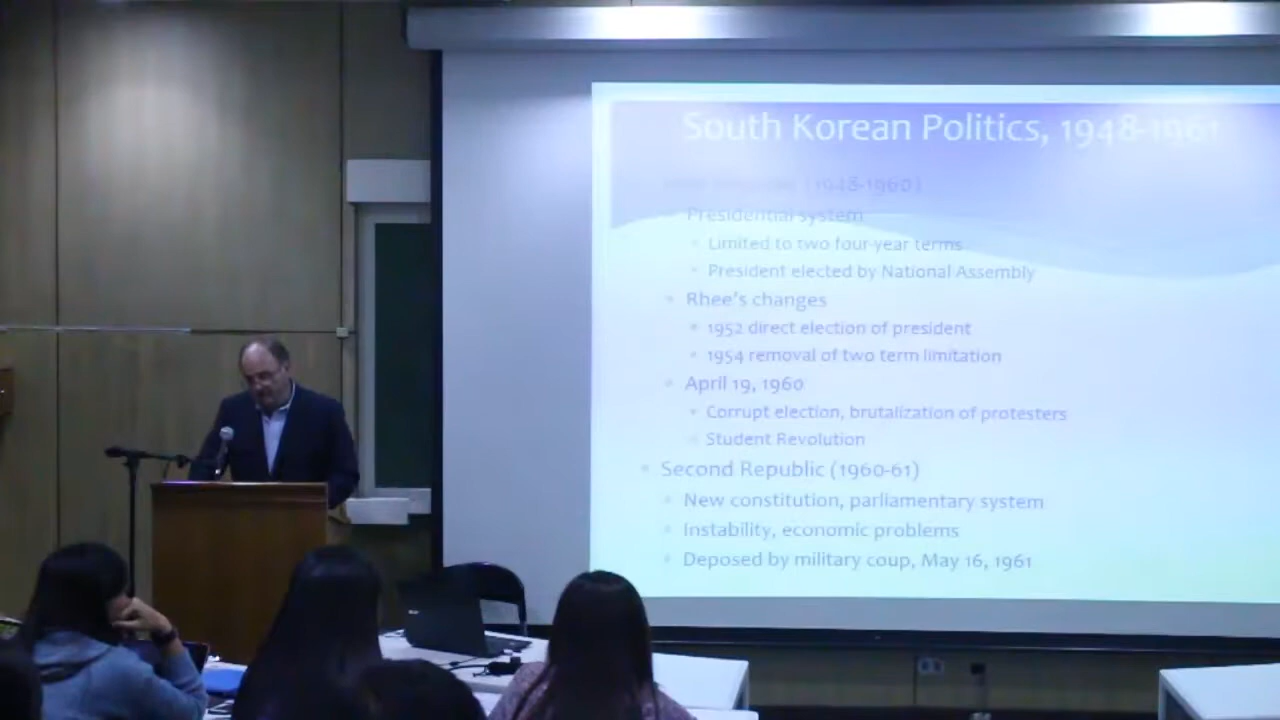 South Korean Politics, 1948-1961
(1948-1960)
Presidential system
Limited to two four-year terms
President elected by National Assembly
Rhee's changes
1952 direct election of president
1954 removal of two term limitation
April 19, 1960
Corrupt election, brutalization of protesters
Student Revolution
Second Republic (1960-61)
New constitution, parliamentary system
Instability, economic problems
Deposed by military coup, May 16, 1961